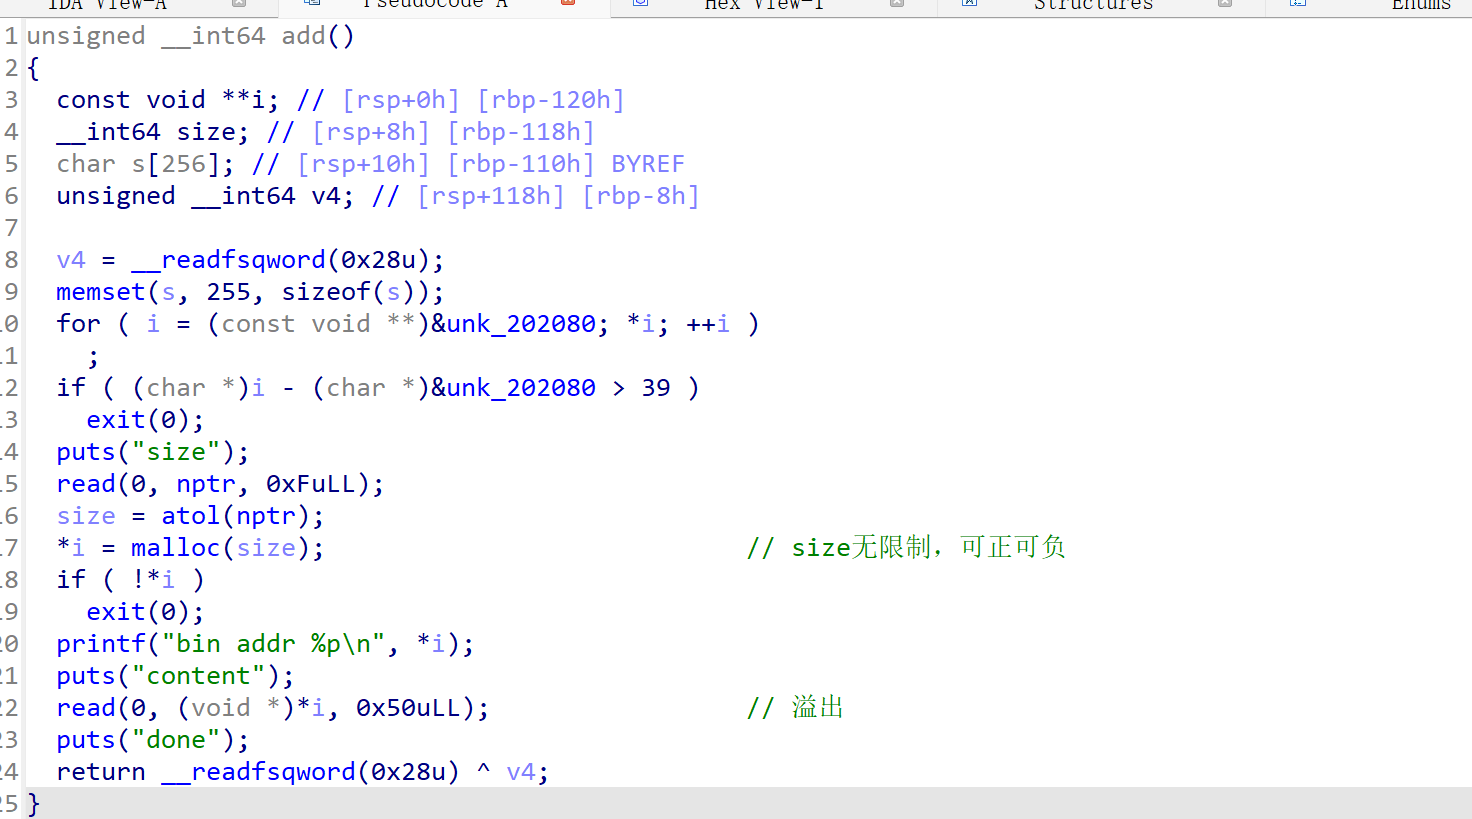 IDA View-A Pseudocode A Hex View-1 Structures Enums
1 unsigned __int64 add()
2 {
3   const void **i; // [rsp+0h] [rbp-120h]
4   __int64 size; // [rsp+8h] [rbp-118h]
5   char s[256]; // [rsp+10h] [rbp-110h] BYREF
6   unsigned __int64 v4; // [rsp+118h] [rbp-8h]
7
8   v4 = __readfsqword(0x28u);
9   memset(s, 255, sizeof(s));
10   for ( i = (const void **)&unk_202080; *i; ++i )
11     ;
12   if ( (char *)i - (char *)&unk_202080 > 39 )
13     exit(0);
14   puts("size");
15   read(0, nptr, 0xFuLL);
16   size = atol(nptr);
17   *i = malloc(size);                            // size无限制，可正可负
18   if ( !*i )
19     exit(0);
20   printf("bin addr %p\n", *i);
21   puts("content");
22   read(0, (void *)*i, 0x50uLL);                 // 溢出
23   puts("done");
24   return __readfsqword(0x28u) ^ v4;
25 }